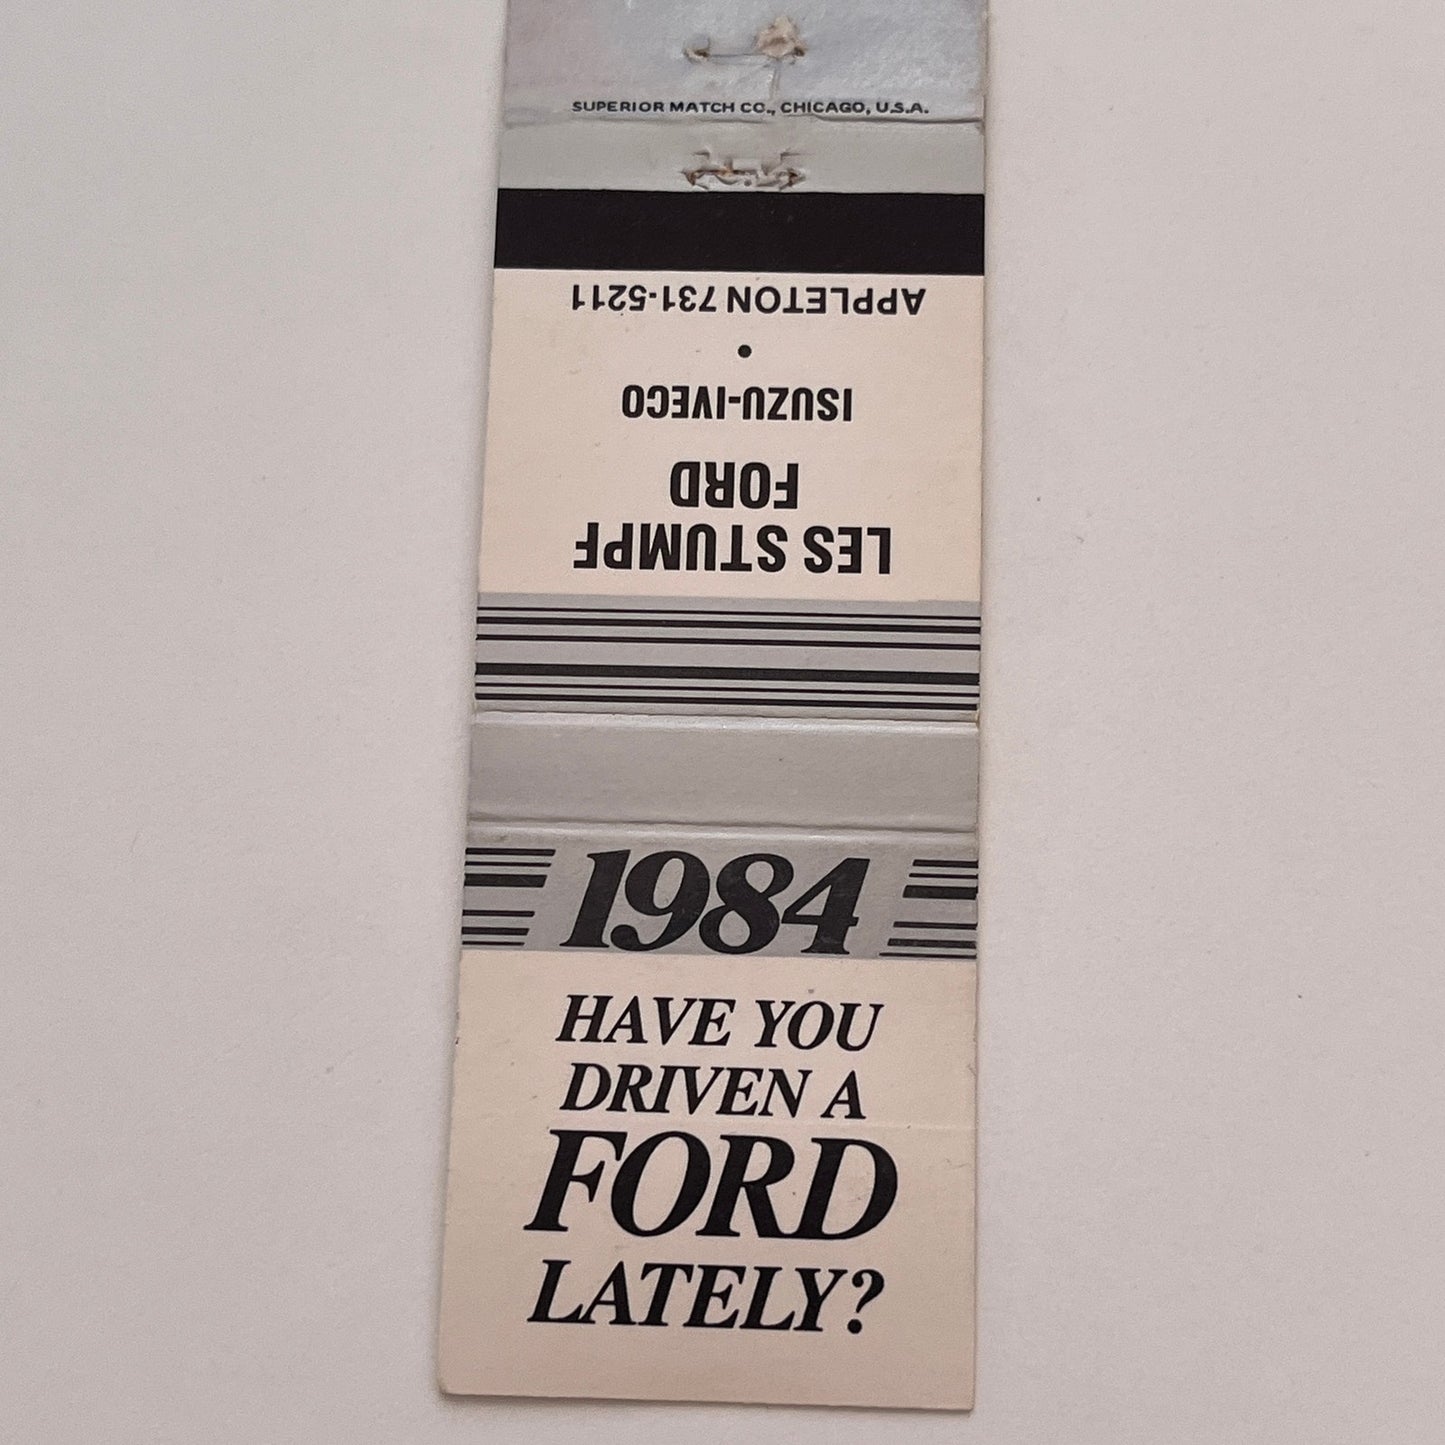 SUPERIOR MATCH CO., CHICAGO, U.S.A.
LES STUMPF
FORD
ISUZU-IVECO
•
APPLETON 731-5211
1984
HAVE YOU
DRIVEN A
FORD
LATELY?